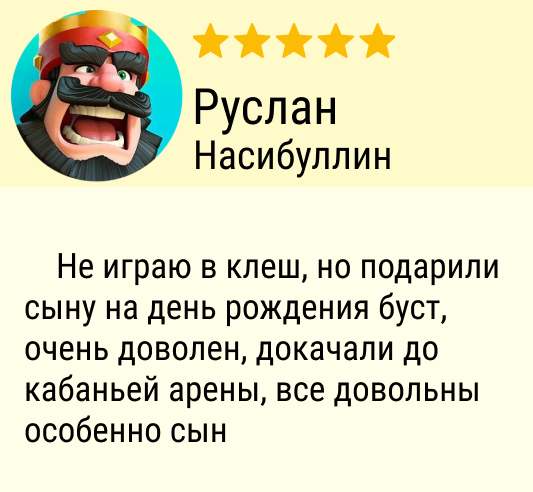 Руслан
Насибуллин
Не играю в клеш, но подарили
сыну на день рождения буст,
очень доволен, докачали до
кабаньей арены, все довольны
особенно сын